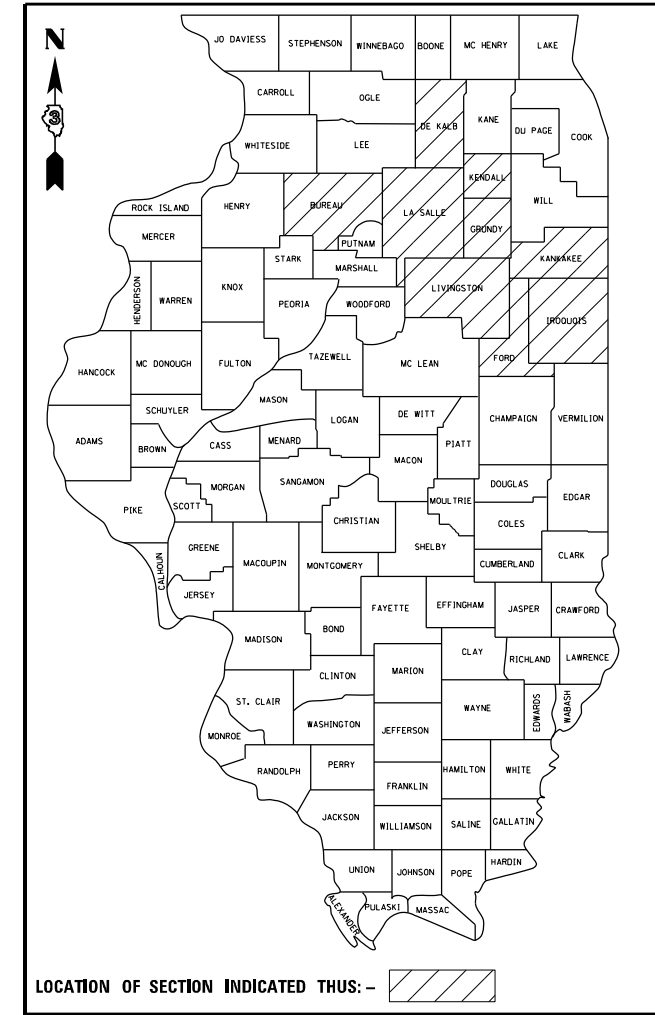 N
3
JO DAVIESS STEPHENSON WINNEBAGO BOONE MC HENRY LAKE
CARROLL OGLE DE KALB KANE DU PAGE COOK
WHITESIDE LEE
KENDALL WILL
ROCK ISLAND HENRY BUREAU LA SALLE GRUNDY
MERCER PUTNAM KANKAKEE
STARK MARSHALL
HENDERSON WARREN KNOX PEORIA WOODFORD LIVINGSTON IROQUOIS
HANCOCK MC DONOUGH FULTON TAZEWELL MC LEAN FORD
SCHUYLER MASON LOGAN DE WITT CHAMPAIGN VERMILION
ADAMS BROWN CASS MENARD PIATT
MACON
PIKE SCOTT MORGAN SANGAMON MOULTRIE DOUGLAS EDGAR
CHRISTIAN COLES
CALHOUN GREENE MACOUPIN MONTGOMERY SHELBY CUMBERLAND CLARK
JERSEY FAYETTE EFFINGHAM JASPER CRAWFORD
MADISON BOND
CLAY RICHLAND LAWRENCE
CLINTON MARION
ST. CLAIR WAYNE EDWARDS WABASH
MONROE WASHINGTON JEFFERSON
RANDOLPH PERRY HAMILTON WHITE
FRANKLIN
JACKSON WILLIAMSON SALINE GALLATIN
UNION JOHNSON POPE HARDIN
ALEXANDER PULASKI MASSAC
LOCATION OF SECTION INDICATED THUS: -